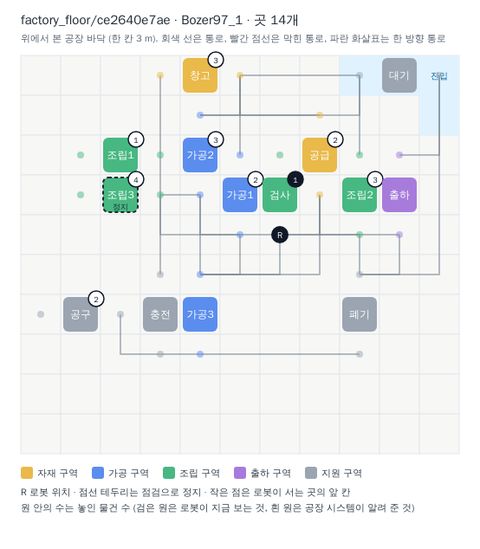 factory_floor/ce2640e7ae · Bozer97_1 · 곳 14개
위에서 본 공장 바닥 (한 칸 3 m). 회색 선은 통로, 빨간 점선은 막힌 통로, 파란 화살표는 한 방향 통로
창고 3
대기
전립
조립1 1
가공2 3
공급 2
조립3 4
정지
가공1 2
검사 1
조립2 3
출하
R
공구 2
충전
가공3
폐기
자재 구역
가공 구역
조립 구역
출하 구역
지원 구역
R 로봇 위치 · 점선 테두리는 점검으로 정지 · 작은 점은 로봇이 서는 곳의 앞 칸
원 안의 수는 놓인 물건 수 (검은 원은 로봇이 지금 보는 것, 흰 원은 공장 시스템이 알려 준 것)